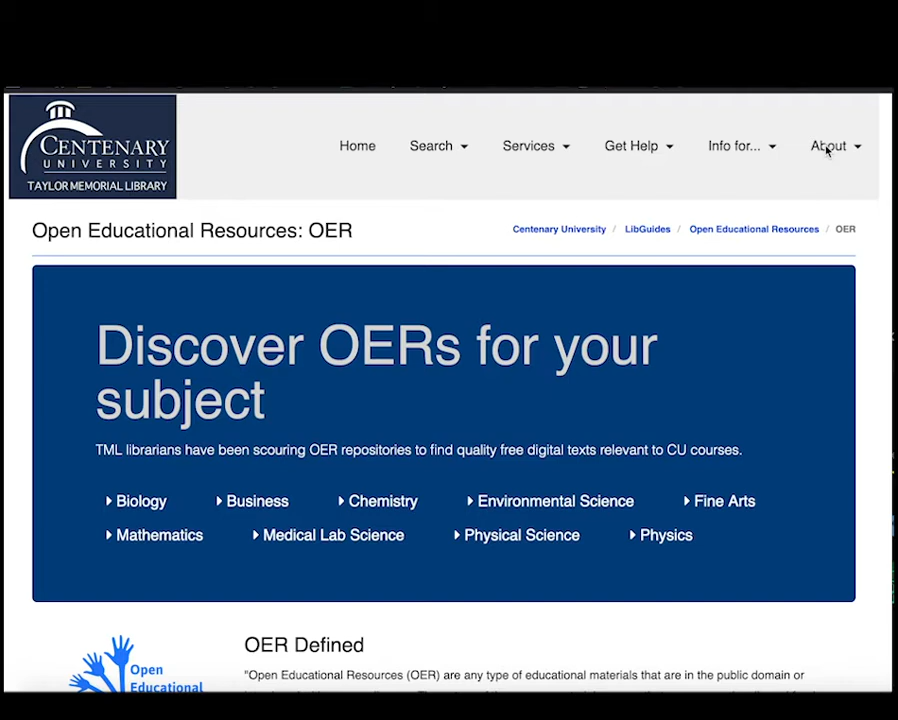 CENTENARY
UNIVERSITY
TAYLOR MEMORIAL LIBRARY
Home Search Services Get Help Info for... About
Open Educational Resources: OER
Centenary University / LibGuides / Open Educational Resources / OER
Discover OERs for your
subject
TML librarians have been scouring OER repositories to find quality free digital texts relevant to CU courses.
Biology Business Chemistry Environmental Science Fine Arts
Mathematics Medical Lab Science Physical Science Physics
OER Defined
Open
Educational
"Open Educational Resources (OER) are any type of educational materials that are in the public domain or